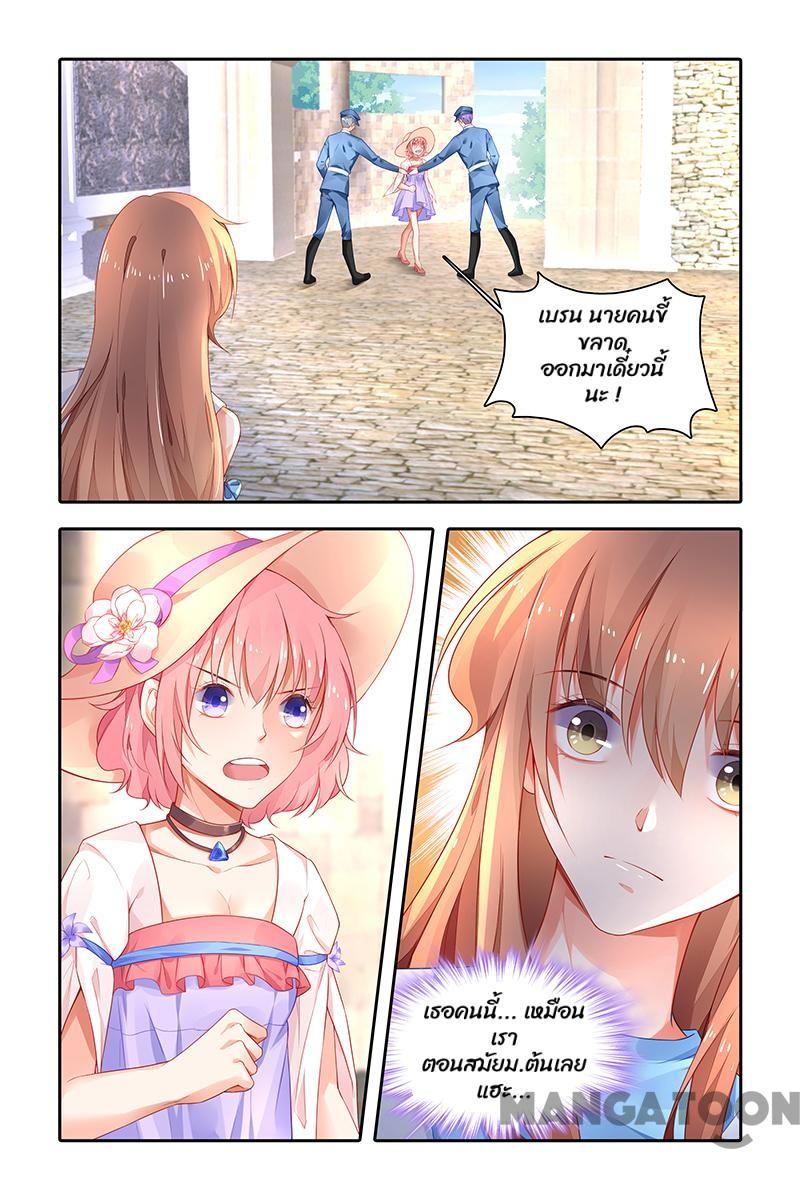 เบรน นายคนขี้
ขลาด
ออกมาเดี๋ยวนี้
นะ !
เธอคนนี้... เหมือน
เรา
ตอนสมัยม.ต้นเลย
แฮะ...
MANGATOON